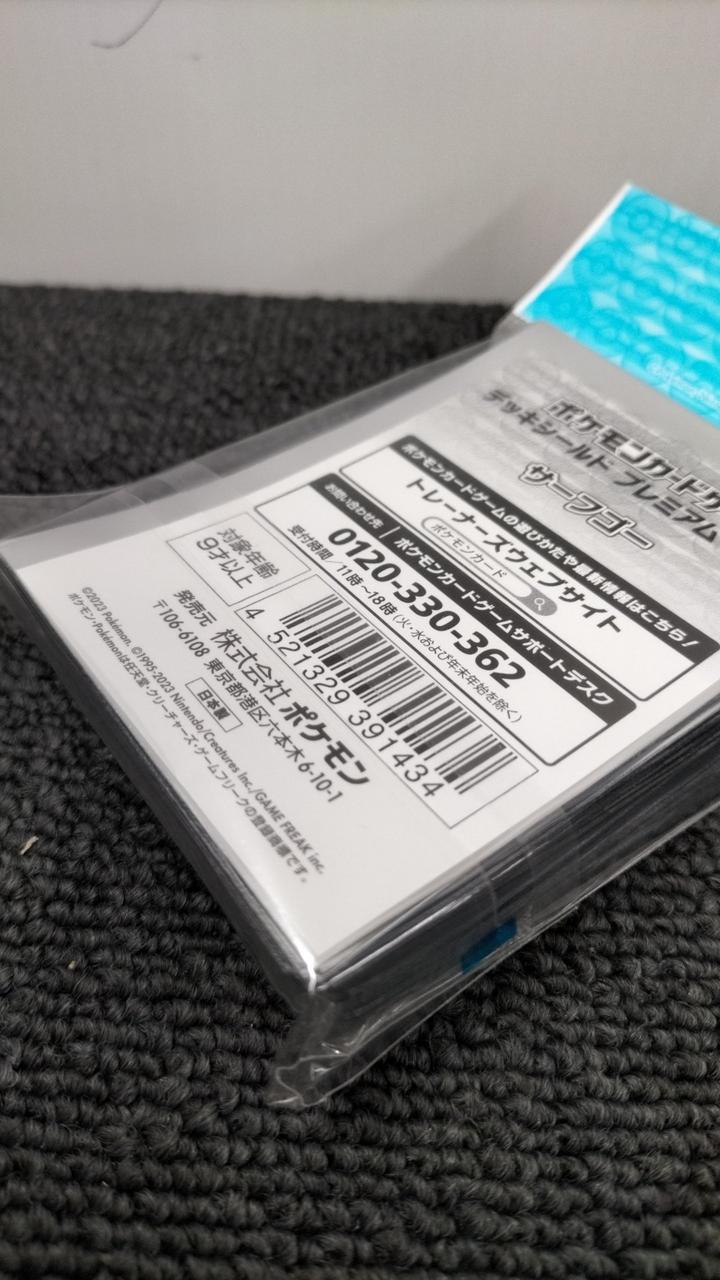 ポケモンカードゲ
デッキシールド プレミアム
サーフゴー
ポケモンカードゲームの遊びかたや最新情報はこちら!
トレーナーズウェブサイト
ポケモンカード
お問い合わせ先 ポケモンカードゲームサポートデスク
0120-330-362
受付時間/11時~18時(火・水および年末年始を除く)
対象年齢
9才以上
4 521329 391434
発売元 株式会社 ポケモン
〒106-6108 東京都港区六本木6-10-1
日本製
©2023 Pokémon. ©1995-2023 Nintendo/Creatures Inc./GAME FREAK inc.
ポケモン・Pokémonは任天堂・クリーチャーズ・ゲームフリークの登録商標です。